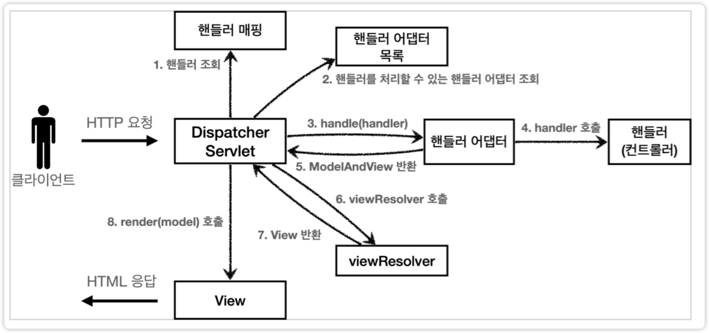 핸들러 매핑
핸들러 어댑터
목록
1. 핸들러 조회
2. 핸들러를 처리할 수 있는 핸들러 어댑터 조회
HTTP 요청
Dispatcher
Servlet
3. handle(handler)
핸들러 어댑터
4. handler 호출
핸들러
(컨트롤러)
클라이언트
5. ModelAndView 반환
6. viewResolver 호출
8. render(model) 호출
7. View 반환
viewResolver
HTML 응답
View